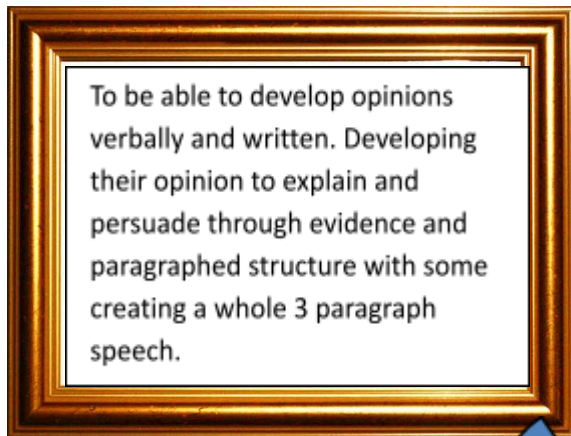 To be able to develop opinions
verbally and written. Developing
their opinion to explain and
persuade through evidence and
paragraphed structure with some
creating a whole 3 paragraph
speech.